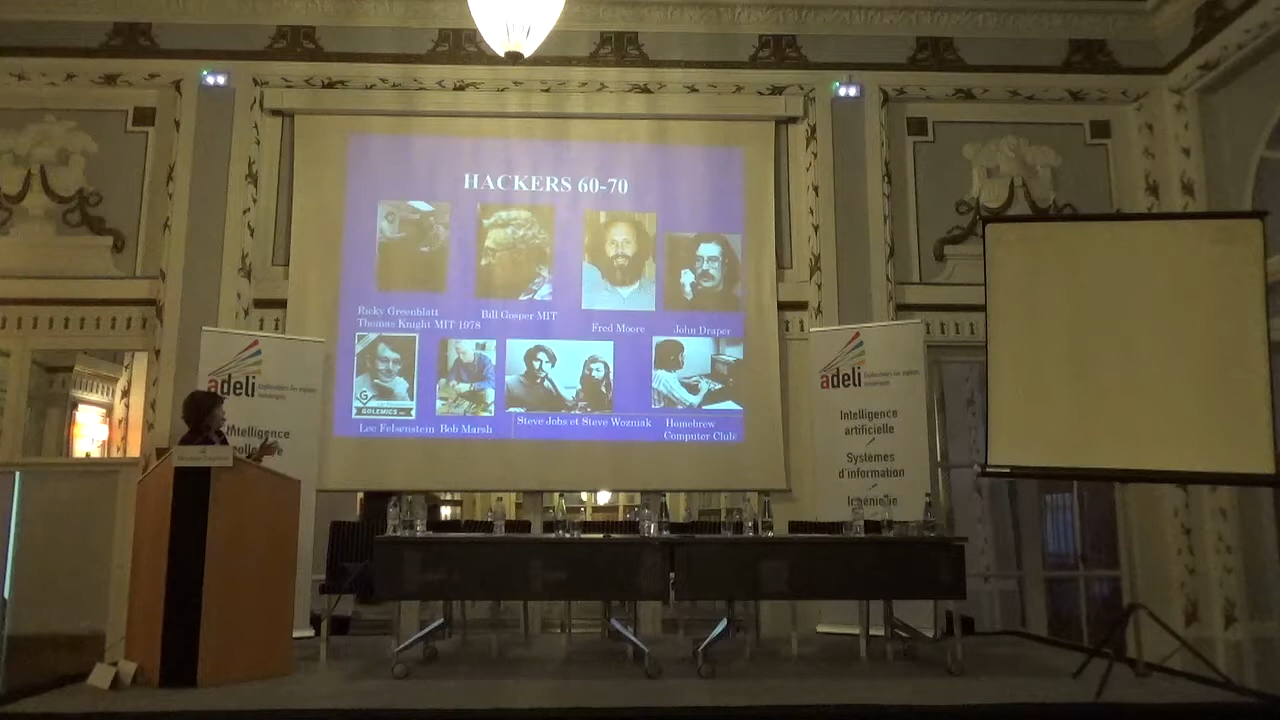 HACKERS 60-70
Ricky Greenblatt
Thomas Knight MIT 1978
Bill Gosper MIT
Fred Moore
John Draper
GOLEMICS
Lee Felsenstein
Bob Marsh
Steve Jobs et Steve Wozniak
Homebrew
Computer Club
adeli
Intelligence
adeli
Intelligence
artificielle
Systèmes
d'information
Ingénierie